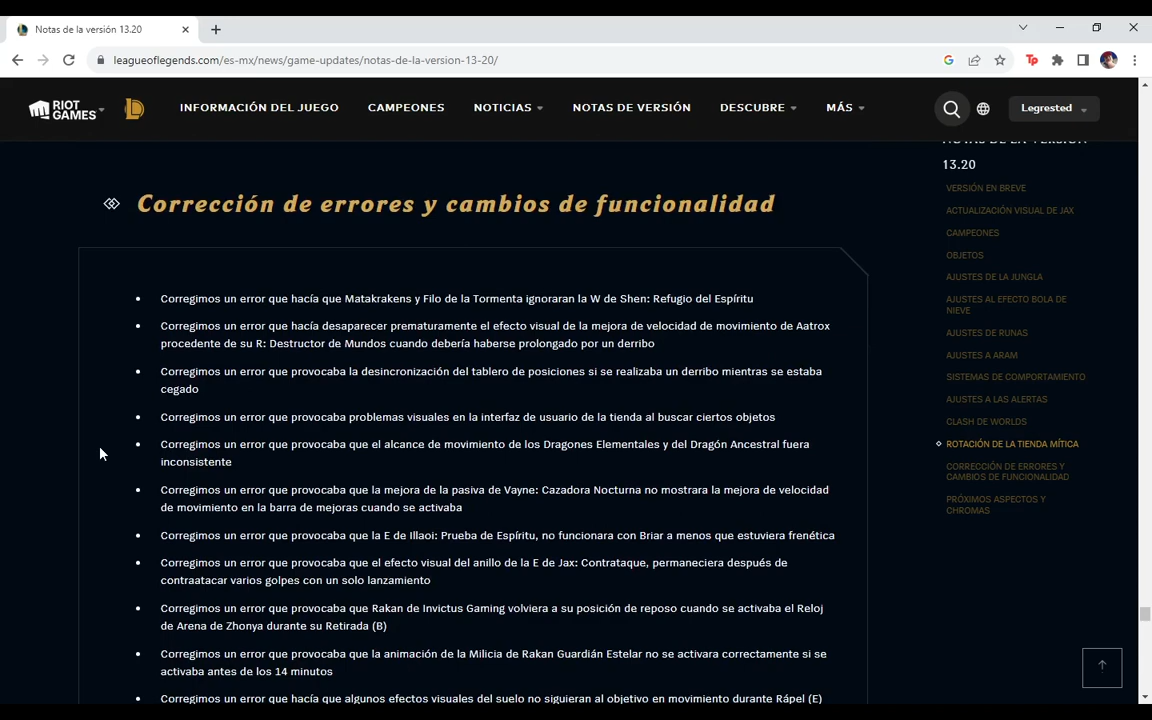 Notas de la versión 13.20
leagueoflegends.com/es-mx/news/game-updates/notas-de-la-version-13-20/
RIOT GAMES
INFORMACIÓN DEL JUEGO
CAMPEONES
NOTICIAS
NOTAS DE VERSIÓN
DESCUBRE
MÁS
Legrested
Corrección de errores y cambios de funcionalidad
Corregimos un error que hacía que Matakrakens y Filo de la Tormenta ignoraran la W de Shen: Refugio del Espíritu
Corregimos un error que hacía desaparecer prematuramente el efecto visual de la mejora de velocidad de movimiento de Aatrox
procedente de su R: Destructor de Mundos cuando debería haberse prolongado por un derribo
Corregimos un error que provocaba la desincronización del tablero de posiciones si se realizaba un derribo mientras se estaba
cegado
Corregimos un error que provocaba problemas visuales en la interfaz de usuario de la tienda al buscar ciertos objetos
Corregimos un error que provocaba que el alcance de movimiento de los Dragones Elementales y del Dragón Ancestral fuera
inconsistente
Corregimos un error que provocaba que la mejora de la pasiva de Vayne: Cazadora Nocturna no mostrara la mejora de velocidad
de movimiento en la barra de mejoras cuando se activaba
Corregimos un error que provocaba que la E de Illaoi: Prueba de Espíritu, no funcionara con Briar a menos que estuviera frenética
Corregimos un error que provocaba que el efecto visual del anillo de la E de Jax: Contrataque, permaneciera después de
contraatacar varios golpes con un solo lanzamiento
Corregimos un error que provocaba que Rakan de Invictus Gaming volviera a su posición de reposo cuando se activaba el Reloj
de Arena de Zhonya durante su Retirada (B)
Corregimos un error que provocaba que la animación de la Milicia de Rakan Guardián Estelar no se activara correctamente si se
activaba antes de los 14 minutos
Corregimos un error que hacía que algunos efectos visuales del suelo no siguieran al objetivo en movimiento durante Rápel (E)
NOTAS DE LA VERSIÓN
13.20
VERSIÓN EN BREVE
ACTUALIZACIÓN VISUAL DE JAX
CAMPEONES
OBJETOS
AJUSTES DE LA JUNGLA
AJUSTES AL EFECTO BOLA DE
NIEVE
AJUSTES DE RUNAS
AJUSTES A ARAM
SISTEMAS DE COMPORTAMIENTO
AJUSTES A LAS ALERTAS
CLASH DE WORLDS
ROTACIÓN DE LA TIENDA MÍTICA
CORRECCIÓN DE ERRORES Y
CAMBIOS DE FUNCIONALIDAD
PRÓXIMOS ASPECTOS Y
CHROMAS